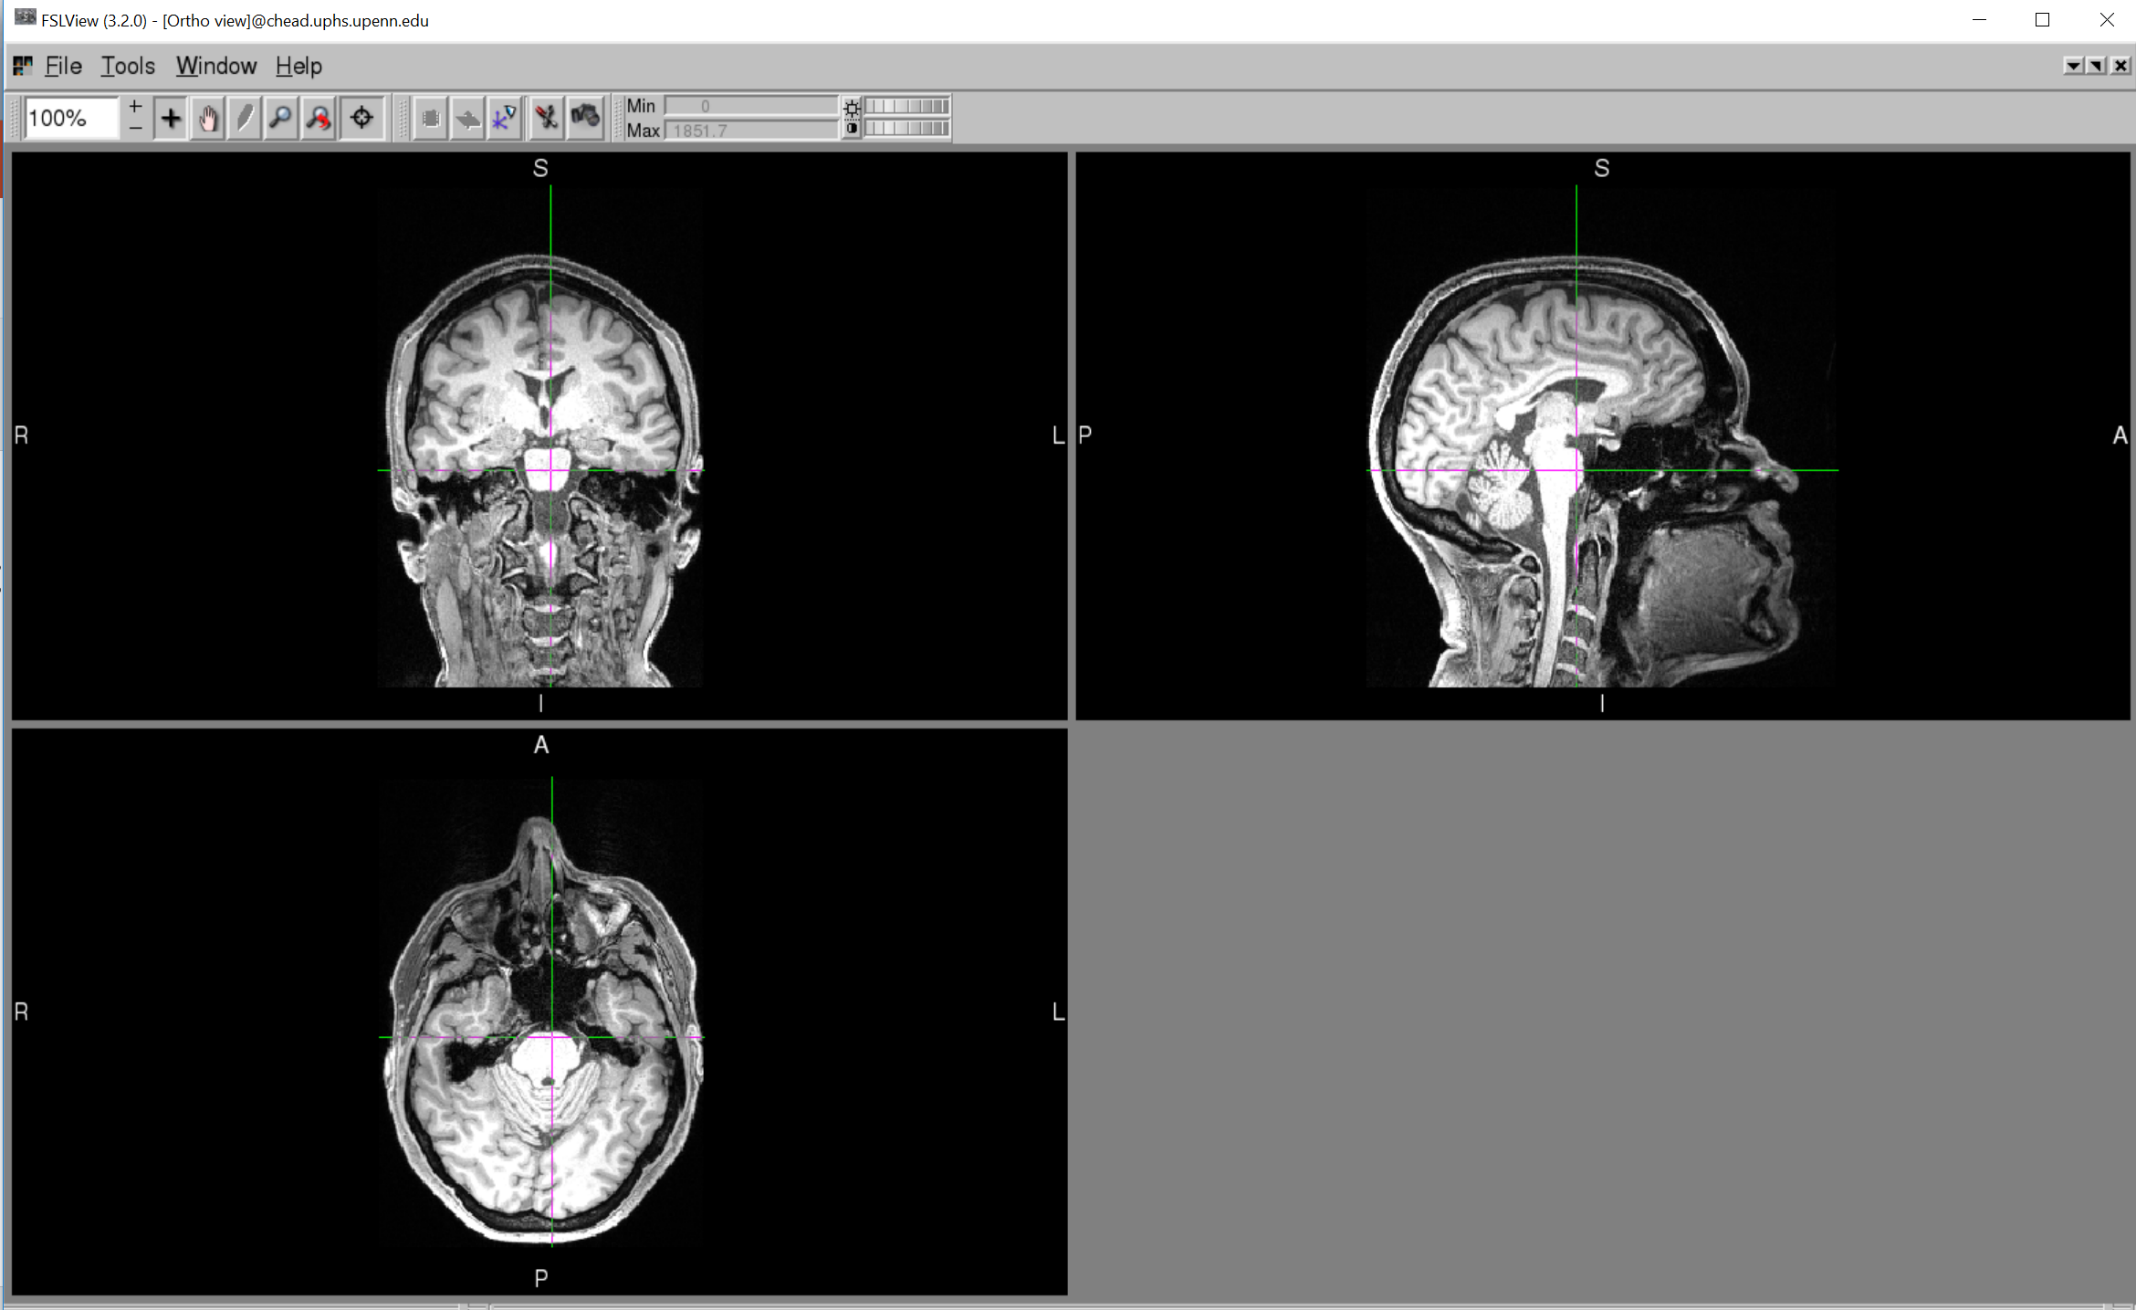 FSLView (3.2.0) - [Ortho view]@chead.uphs.upenn.edu
File Tools Window Help
100% + −
Min 0
Max 1851.7
S
R L
I
S
P A
I
A
R L
P